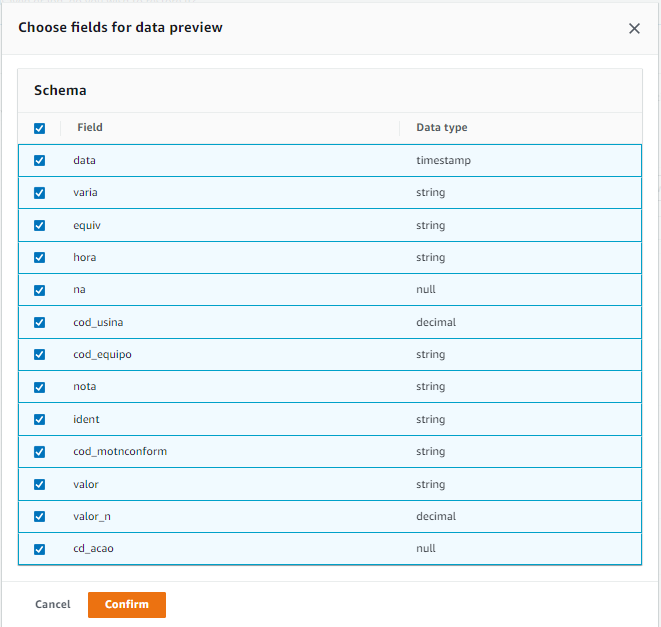 Choose fields for data preview
Schema
Field Data type
data timestamp
varia string
equiv string
hora string
na null
cod_usina decimal
cod_equipo string
nota string
ident string
cod_motnconform string
valor string
valor_n decimal
cd_acao null
Cancel Confirm